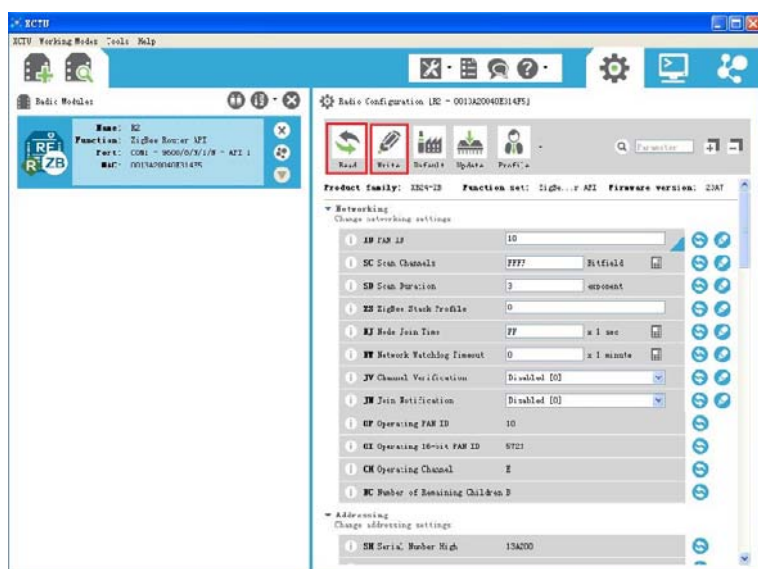 XCTU
XCTU Working Modes Tools Help
Radio Modules
Radio Configuration [R2 - 0013A20040E314F5]
Name: R2
Function: ZigBee Router API
Port: COM1 - 9600/8/N/1/N - API 1
MAC:
R ZB
Read Write Default Update Profile
Parameter
Product family: XB24-ZB Function set: ZigBe...r API Firmware version: 23A7
Networking
Change networking settings
ID PAN ID 10
SC Scan Channels FFFF Bitfield
SD Scan Duration 3 exponent
ZS ZigBee Stack Profile 0
NJ Node Join Time FF x 1 sec
NW Network Watchdog Timeout 0 x 1 minute
JV Channel Verification Disabled [0]
JN Join Notification Disabled [0]
OP Operating PAN ID 10
OI Operating 16-bit PAN ID
CH Operating Channel E
NC Number of Remaining Children
Addressing
Change addressing settings
SH Serial Number High 13A200